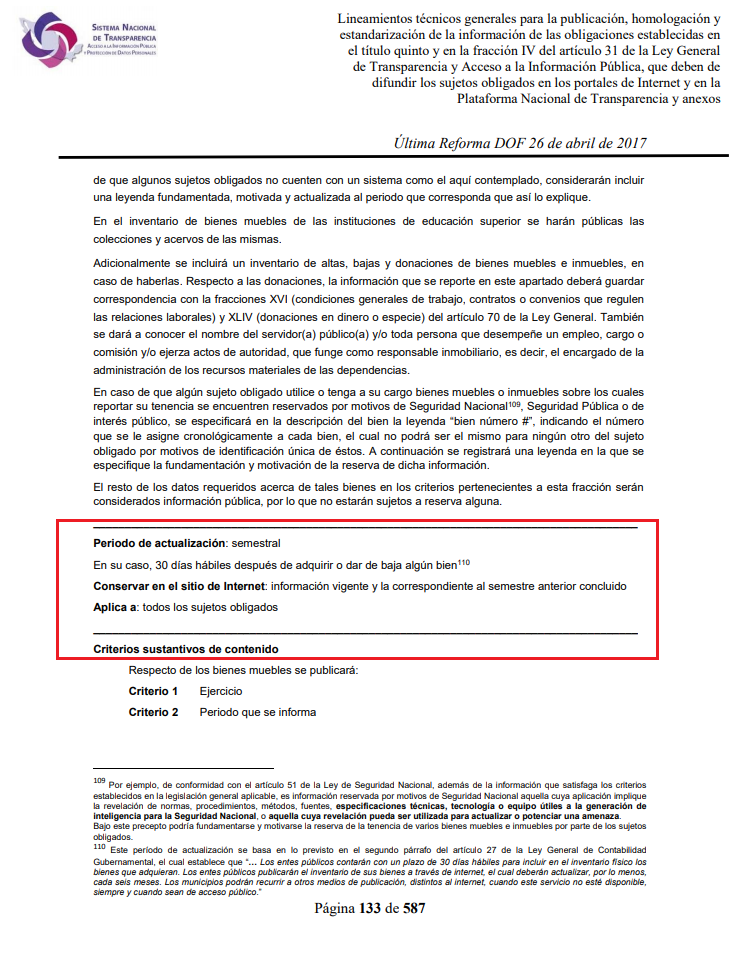 SISTEMA NACIONAL
DE TRANSPARENCIA
ACCESO A LA INFORMACIÓN PÚBLICA
Y PROTECCIÓN DE DATOS PERSONALES
Lineamientos técnicos generales para la publicación, homologación y
estandarización de la información de las obligaciones establecidas en
el título quinto y en la fracción IV del artículo 31 de la Ley General
de Transparencia y Acceso a la Información Pública, que deben de
difundir los sujetos obligados en los portales de Internet y en la
Plataforma Nacional de Transparencia y anexos
Última Reforma DOF 26 de abril de 2017
de que algunos sujetos obligados no cuenten con un sistema como el aquí contemplado, considerarán incluir
una leyenda fundamentada, motivada y actualizada al periodo que corresponda que así lo explique.
En el inventario de bienes muebles de las instituciones de educación superior se harán públicas las
colecciones y acervos de las mismas.
Adicionalmente se incluirá un inventario de altas, bajas y donaciones de bienes muebles e inmuebles, en
caso de haberlas. Respecto a las donaciones, la información que se reporte en este apartado deberá guardar
correspondencia con la fracciones XVI (condiciones generales de trabajo, contratos o convenios que regulen
las relaciones laborales) y XLIV (donaciones en dinero o especie) del artículo 70 de la Ley General. También
se dará a conocer el nombre del servidor(a) público(a) y/o toda persona que desempeñe un empleo, cargo o
comisión y/o ejerza actos de autoridad, que funge como responsable inmobiliario, es decir, el encargado de la
administración de los recursos materiales de las dependencias.
En caso de que algún sujeto obligado utilice o tenga a su cargo bienes muebles o inmuebles sobre los cuales
reportar su tenencia se encuentren reservados por motivos de Seguridad Nacional109, Seguridad Pública o de
interés público, se especificará en la descripción del bien la leyenda “bien número #”, indicando el número
que se le asigne cronológicamente a cada bien, el cual no podrá ser el mismo para ningún otro del sujeto
obligado por motivos de identificación única de éstos. A continuación se registrará una leyenda en la que se
especifique la fundamentación y motivación de la reserva de dicha información.
El resto de los datos requeridos acerca de tales bienes en los criterios pertenecientes a esta fracción serán
considerados información pública, por lo que no estarán sujetos a reserva alguna.
Periodo de actualización: semestral
En su caso, 30 días hábiles después de adquirir o dar de baja algún bien110
Conservar en el sitio de Internet: información vigente y la correspondiente al semestre anterior concluido
Aplica a: todos los sujetos obligados
Criterios sustantivos de contenido
Respecto de los bienes muebles se publicará:
Criterio 1 Ejercicio
Criterio 2 Periodo que se informa
109 Por ejemplo, de conformidad con el artículo 51 de la Ley de Seguridad Nacional, además de la información que satisfaga los criterios
establecidos en la legislación general aplicable, es información reservada por motivos de Seguridad Nacional aquella cuya aplicación implique
la revelación de normas, procedimientos, métodos, fuentes, especificaciones técnicas, tecnología o equipo útiles a la generación de
inteligencia para la Seguridad Nacional, o aquella cuya revelación pueda ser utilizada para actualizar o potenciar una amenaza.
Bajo este precepto podría fundamentarse y motivarse la reserva de la tenencia de varios bienes muebles e inmuebles por parte de los sujetos
obligados.
110 Este período de actualización se basa en lo previsto en el segundo párrafo del artículo 27 de la Ley General de Contabilidad
Gubernamental, el cual establece que “... Los entes públicos contarán con un plazo de 30 días hábiles para incluir en el inventario físico los
bienes que adquieran. Los entes públicos publicarán el inventario de sus bienes a través de internet, el cual deberán actualizar, por lo menos,
cada seis meses. Los municipios podrán recurrir a otros medios de publicación, distintos al internet, cuando este servicio no esté disponible,
siempre y cuando sean de acceso público.”
Página 133 de 587